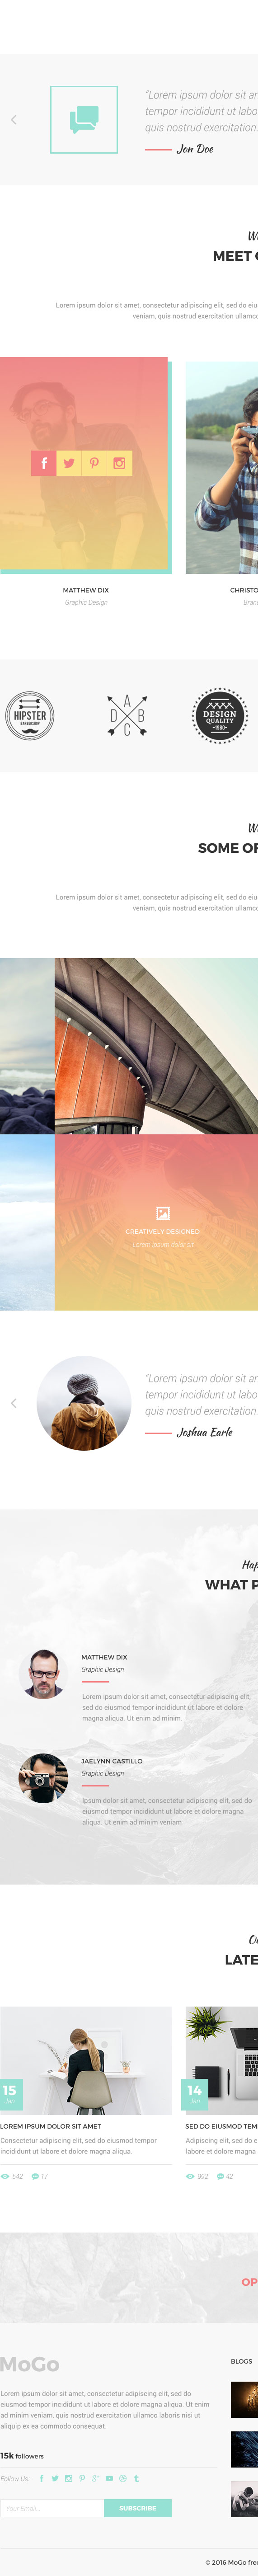 “Lorem ipsum dolor sit
tempor incididunt ut labo
quis nostrud exercitation.
Jon Doe
MEET
Lorem ipsum dolor sit amet, consectetur adipiscing elit, sed do eiu
veniam, quis nostrud exercitation ullamco
MATTHEW DIX
Graphic Design
CHRISTO
HIPSTER
BARBERSHOP
A
D B
C
DESIGN
QUALITY
1980
SOME OF
Lorem ipsum dolor sit amet, consectetur adipiscing elit, sed do eiu
veniam, quis nostrud exercitation ullamco
CREATIVELY DESIGNED
Lorem ipsum dolor sit
“Lorem ipsum dolor sit
tempor incididunt ut labo
quis nostrud exercitation.
Joshua Earle
WHAT P
MATTHEW DIX
Graphic Design
Lorem ipsum dolor sit amet, consectetur adipiscing elit,
sed do eiusmod tempor incididunt ut labore et dolore
magna aliqua. Ut enim ad minim.
JAELYNN CASTILLO
Graphic Design
Ipsum dolor sit amet, consectetur adipiscing elit, sed do
eiusmod tempor incididunt ut labore et dolore magna
aliqua. Ut enim ad minim veniam
LATE
15
Jan
14
Jan
LOREM IPSUM DOLOR SIT AMET
Consectetur adipiscing elit, sed do eiusmod tempor
incididunt ut labore et dolore magna aliqua.
542 17
SED DO EIUSMOD TEM
Adipiscing elit, sed do
labore et dolore magna
992 42
OP
MoGo
Lorem ipsum dolor sit amet, consectetur adipiscing elit, sed do
eiusmod tempor incididunt ut labore et dolore magna aliqua. Ut enim
ad minim veniam, quis nostrud exercitation ullamco laboris nisi ut
aliquip ex ea commodo consequat.
15k followers
Follow Us:
Your Email...
SUBSCRIBE
BLOGS
© 2016 MoGo free